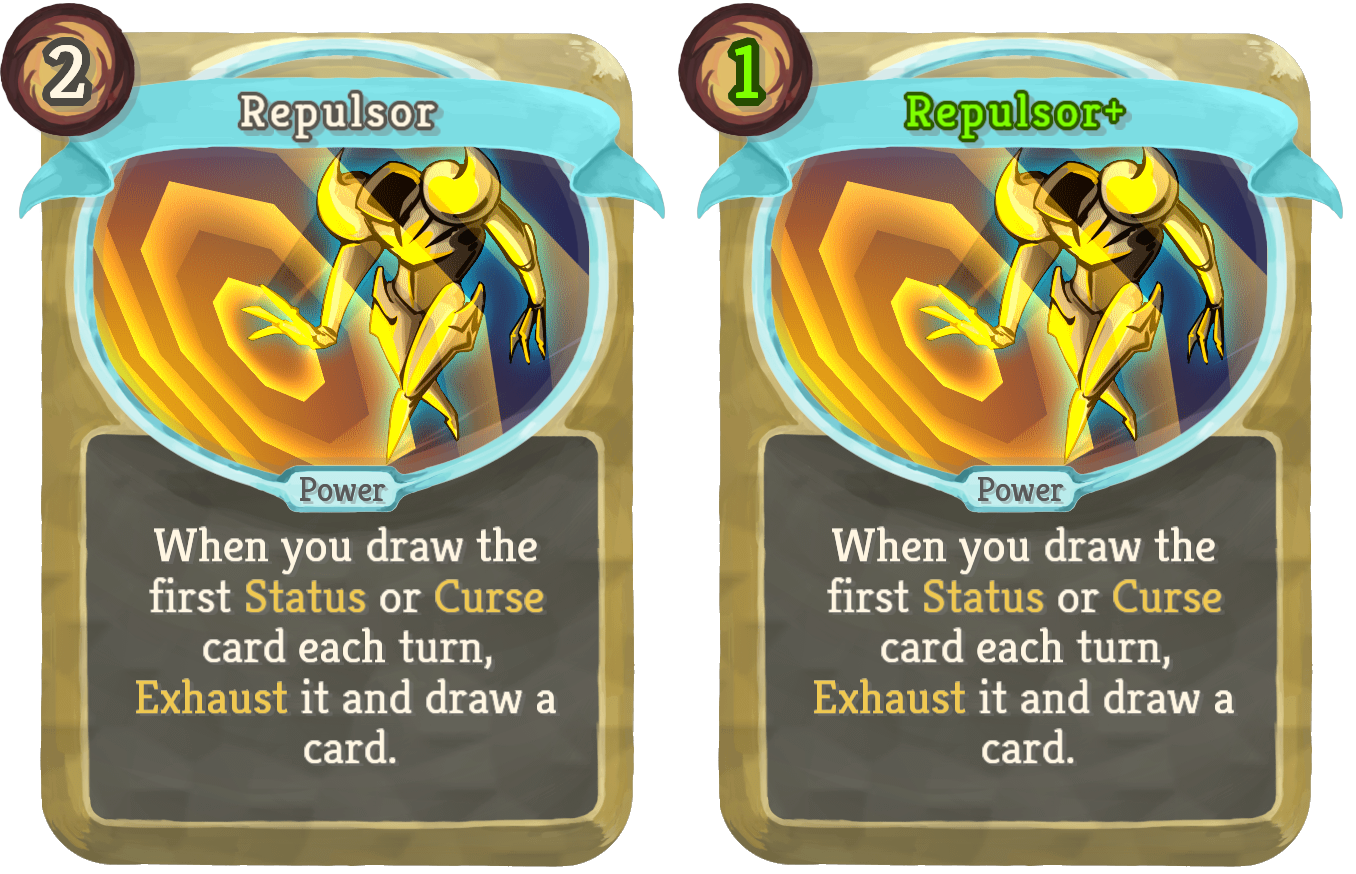 2
Repulsor
Power
When you draw the
first Status or Curse
card each turn,
Exhaust it and draw a
card.
1
Repulsor+
Power
When you draw the
first Status or Curse
card each turn,
Exhaust it and draw a
card.